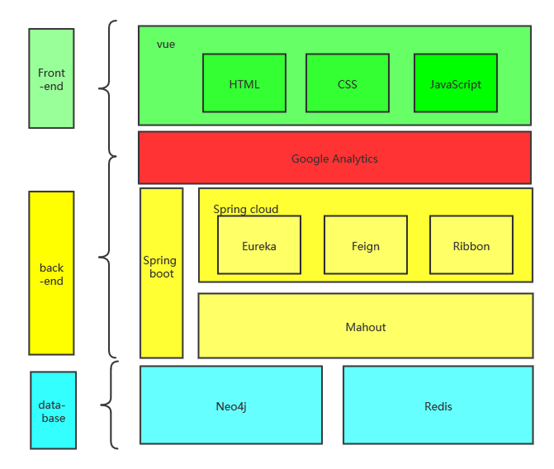 Front
-end
vue
HTML
CSS
JavaScript
Google Analytics
back
-end
Spring
boot
Spring cloud
Eureka
Feign
Ribbon
Mahout
data-
base
Neo4j
Redis